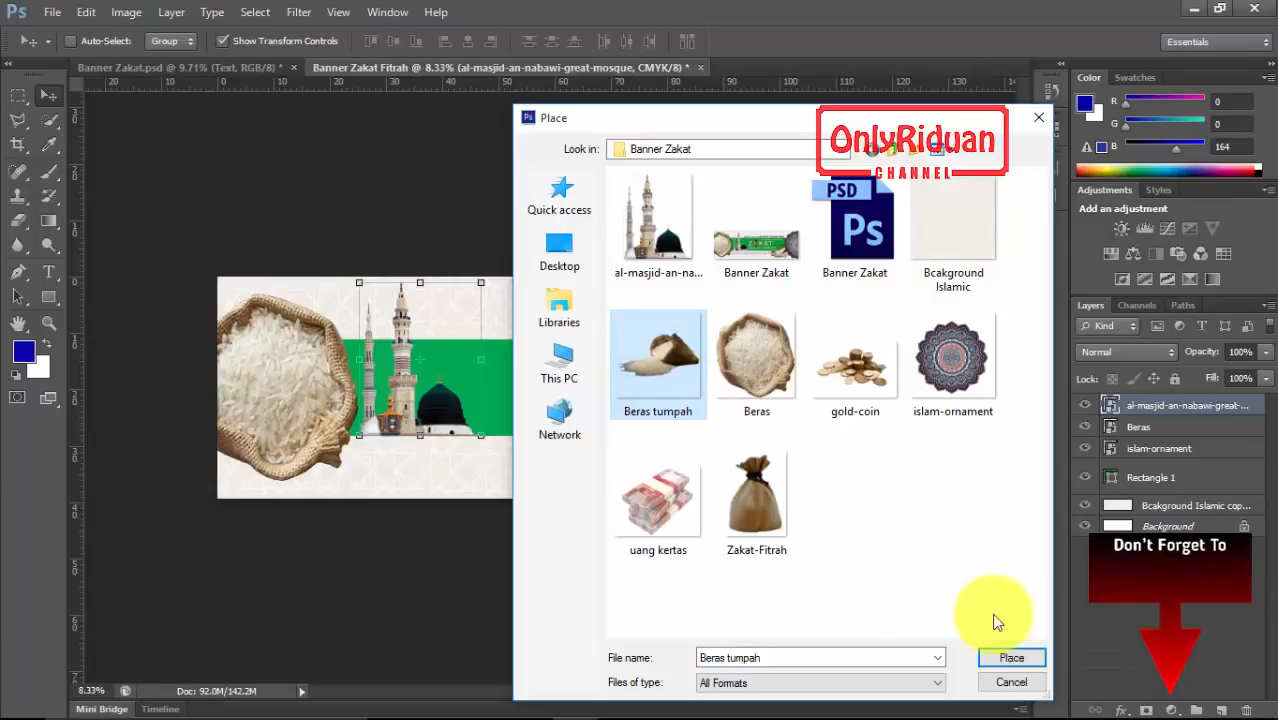 Ps File Edit Image Layer Type Select Filter View Window Help
Auto-Select: Group Show Transform Controls Essentials
Banner Zakat.psd @ 9.71% (Text, RGB/8) * × Banner Zakat Fitrah @ 8.33% (al-masjid-an-nabawi-great-mosque, CMYK/8) * ×
Place
Look in: Banner Zakat
OnlyRiduan
CHANNEL
Quick access
Desktop
Libraries
This PC
Network
al-masjid-an-na...
Banner Zakat
PSD
Ps
Banner Zakat
Bcakground
Islamic
ZAKAT
Beras tumpah
Beras
gold-coin
islam-ornament
uang kertas
Zakat-Fitrah
File name: Beras tumpah Place
Files of type: All Formats Cancel
Color Swatches
R 0
G 0
B 164
Adjustments Styles
Add an adjustment
Layers Channels Paths
Kind
Normal Opacity: 100%
Lock: Fill: 100%
al-masjid-an-nabawi-great-...
Beras
islam-ornament
Rectangle 1
Bcakground Islamic cop...
Background
Don't Forget To
8.33% Doc: 92.0M/142.2M
Mini Bridge Timeline